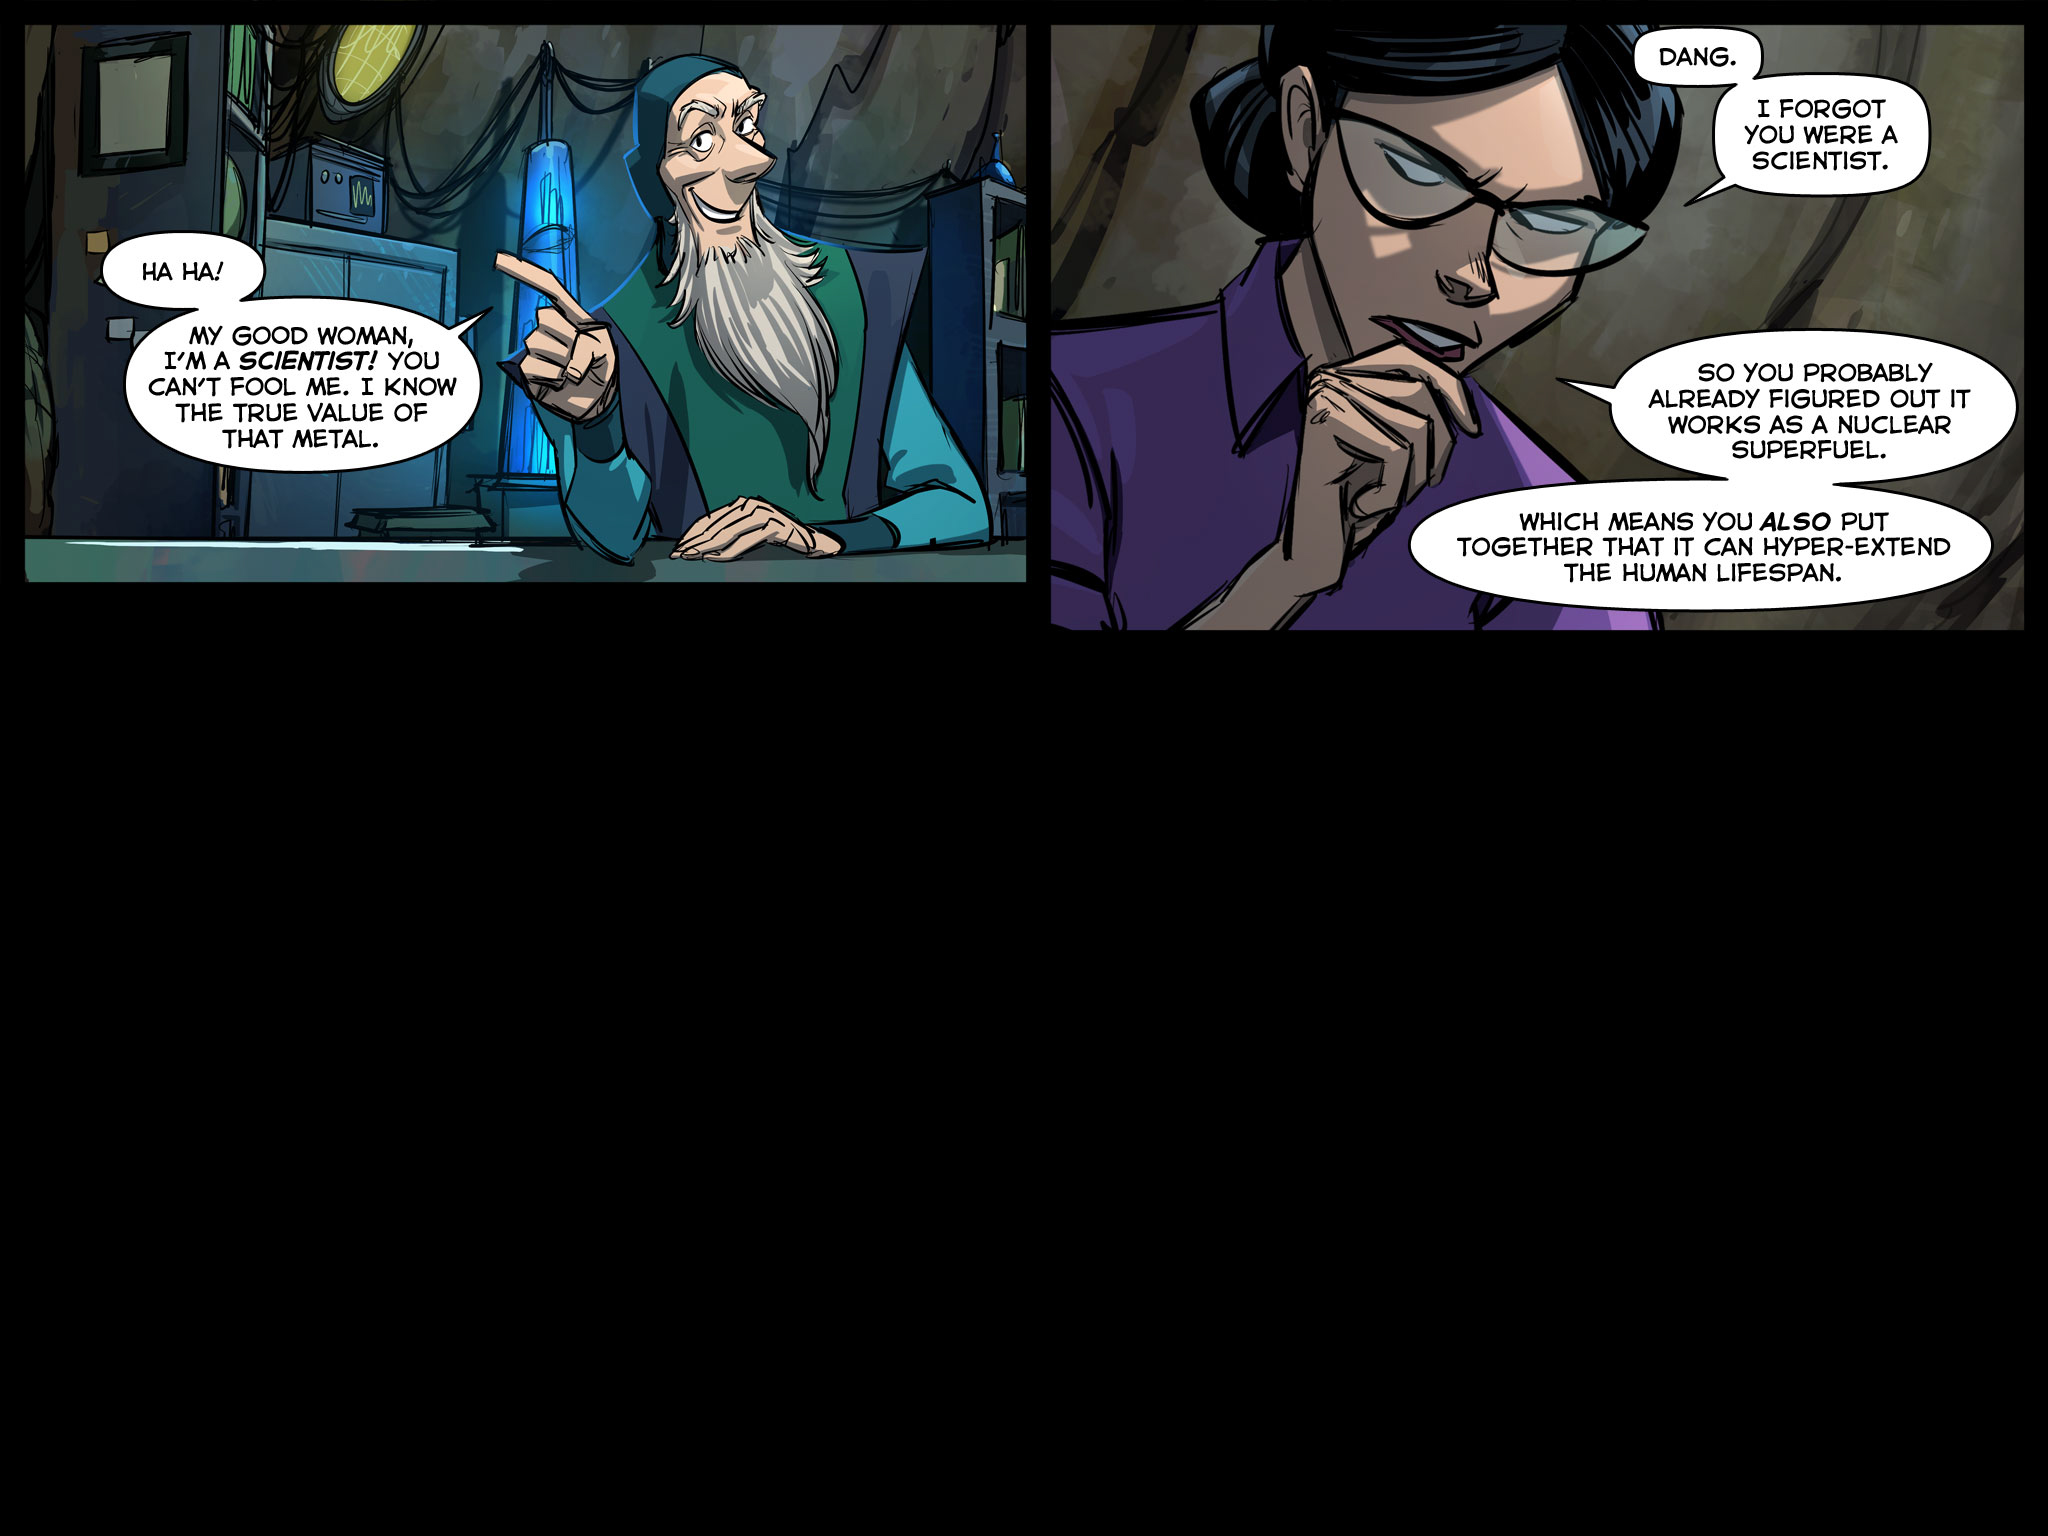 HA HA!
MY GOOD WOMAN,
I'M A SCIENTIST! YOU
CAN'T FOOL ME. I KNOW
THE TRUE VALUE OF
THAT METAL.
DANG.
I FORGOT
YOU WERE A
SCIENTIST.
SO YOU PROBABLY
ALREADY FIGURED OUT IT
WORKS AS A NUCLEAR
SUPERFUEL.
WHICH MEANS YOU ALSO PUT
TOGETHER THAT IT CAN HYPER-EXTEND
THE HUMAN LIFESPAN.